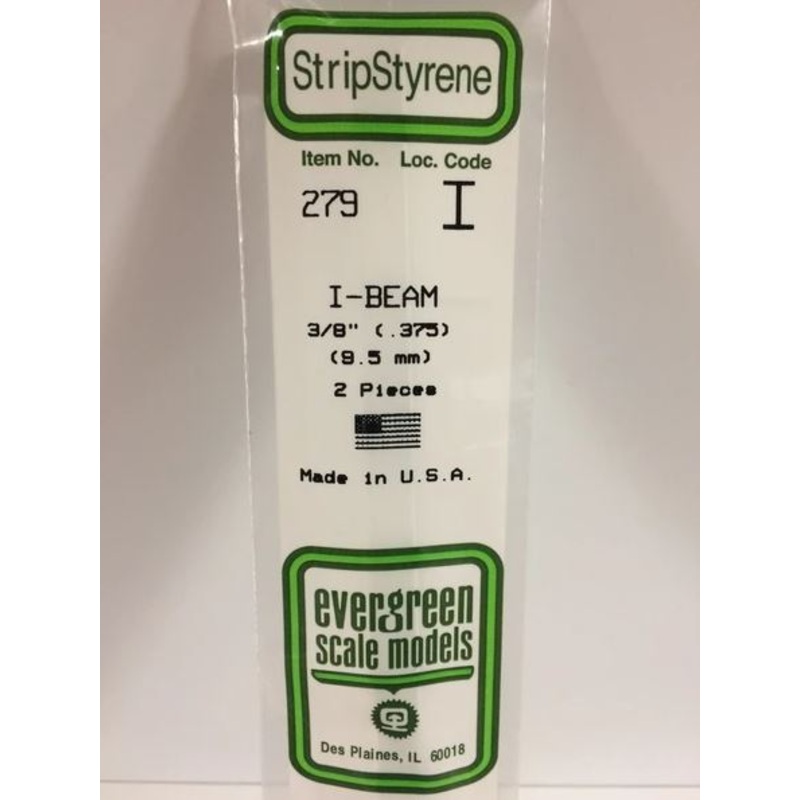 StripStyrene
Item No. Loc. Code
279 I
I-BEAM
3/8" (.375)
(9.5 mm)
2 Pieces
Made in U.S.A.
evergreen
scale models
Des Plaines, IL 60018